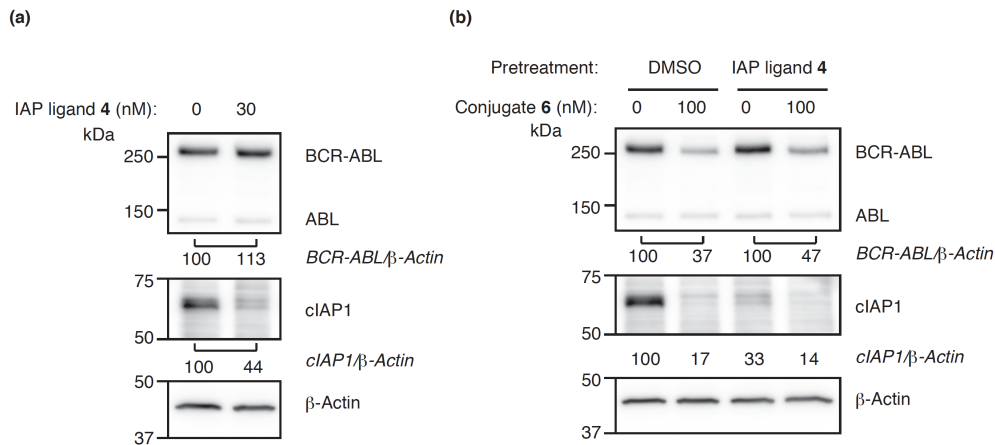 (a)
IAP ligand 4 (nM): 0 30
kDa
250
BCR-ABL
150
ABL
100 113 BCR-ABL/β-Actin
75
cIAP1
50
100 44 cIAP1/β-Actin
50
β-Actin
37
(b)
Pretreatment: DMSO IAP ligand 4
Conjugate 6 (nM): 0 100 0 100
kDa
250
BCR-ABL
150
ABL
100 37 100 47 BCR-ABL/β-Actin
75
cIAP1
50
100 17 33 14 cIAP1/β-Actin
50
β-Actin
37